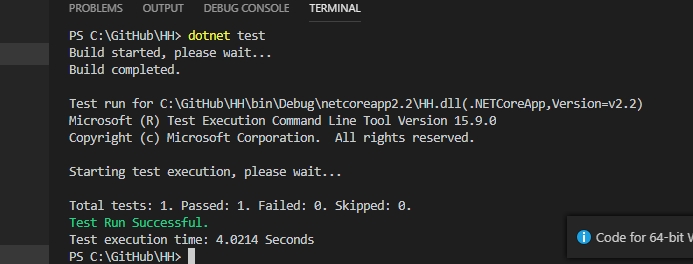 PROBLEMS OUTPUT DEBUG CONSOLE TERMINAL
PS C:\GitHub\HH> dotnet test
Build started, please wait...
Build completed.
Test run for C:\GitHub\HH\bin\Debug\netcoreapp2.2\HH.dll(.NETCoreApp,Version=v2.2)
Microsoft (R) Test Execution Command Line Tool Version 15.9.0
Copyright (c) Microsoft Corporation.  All rights reserved.
Starting test execution, please wait...
Total tests: 1. Passed: 1. Failed: 0. Skipped: 0.
Test Run Successful.
Test execution time: 4.0214 Seconds
Code for 64-bit
PS C:\GitHub\HH>